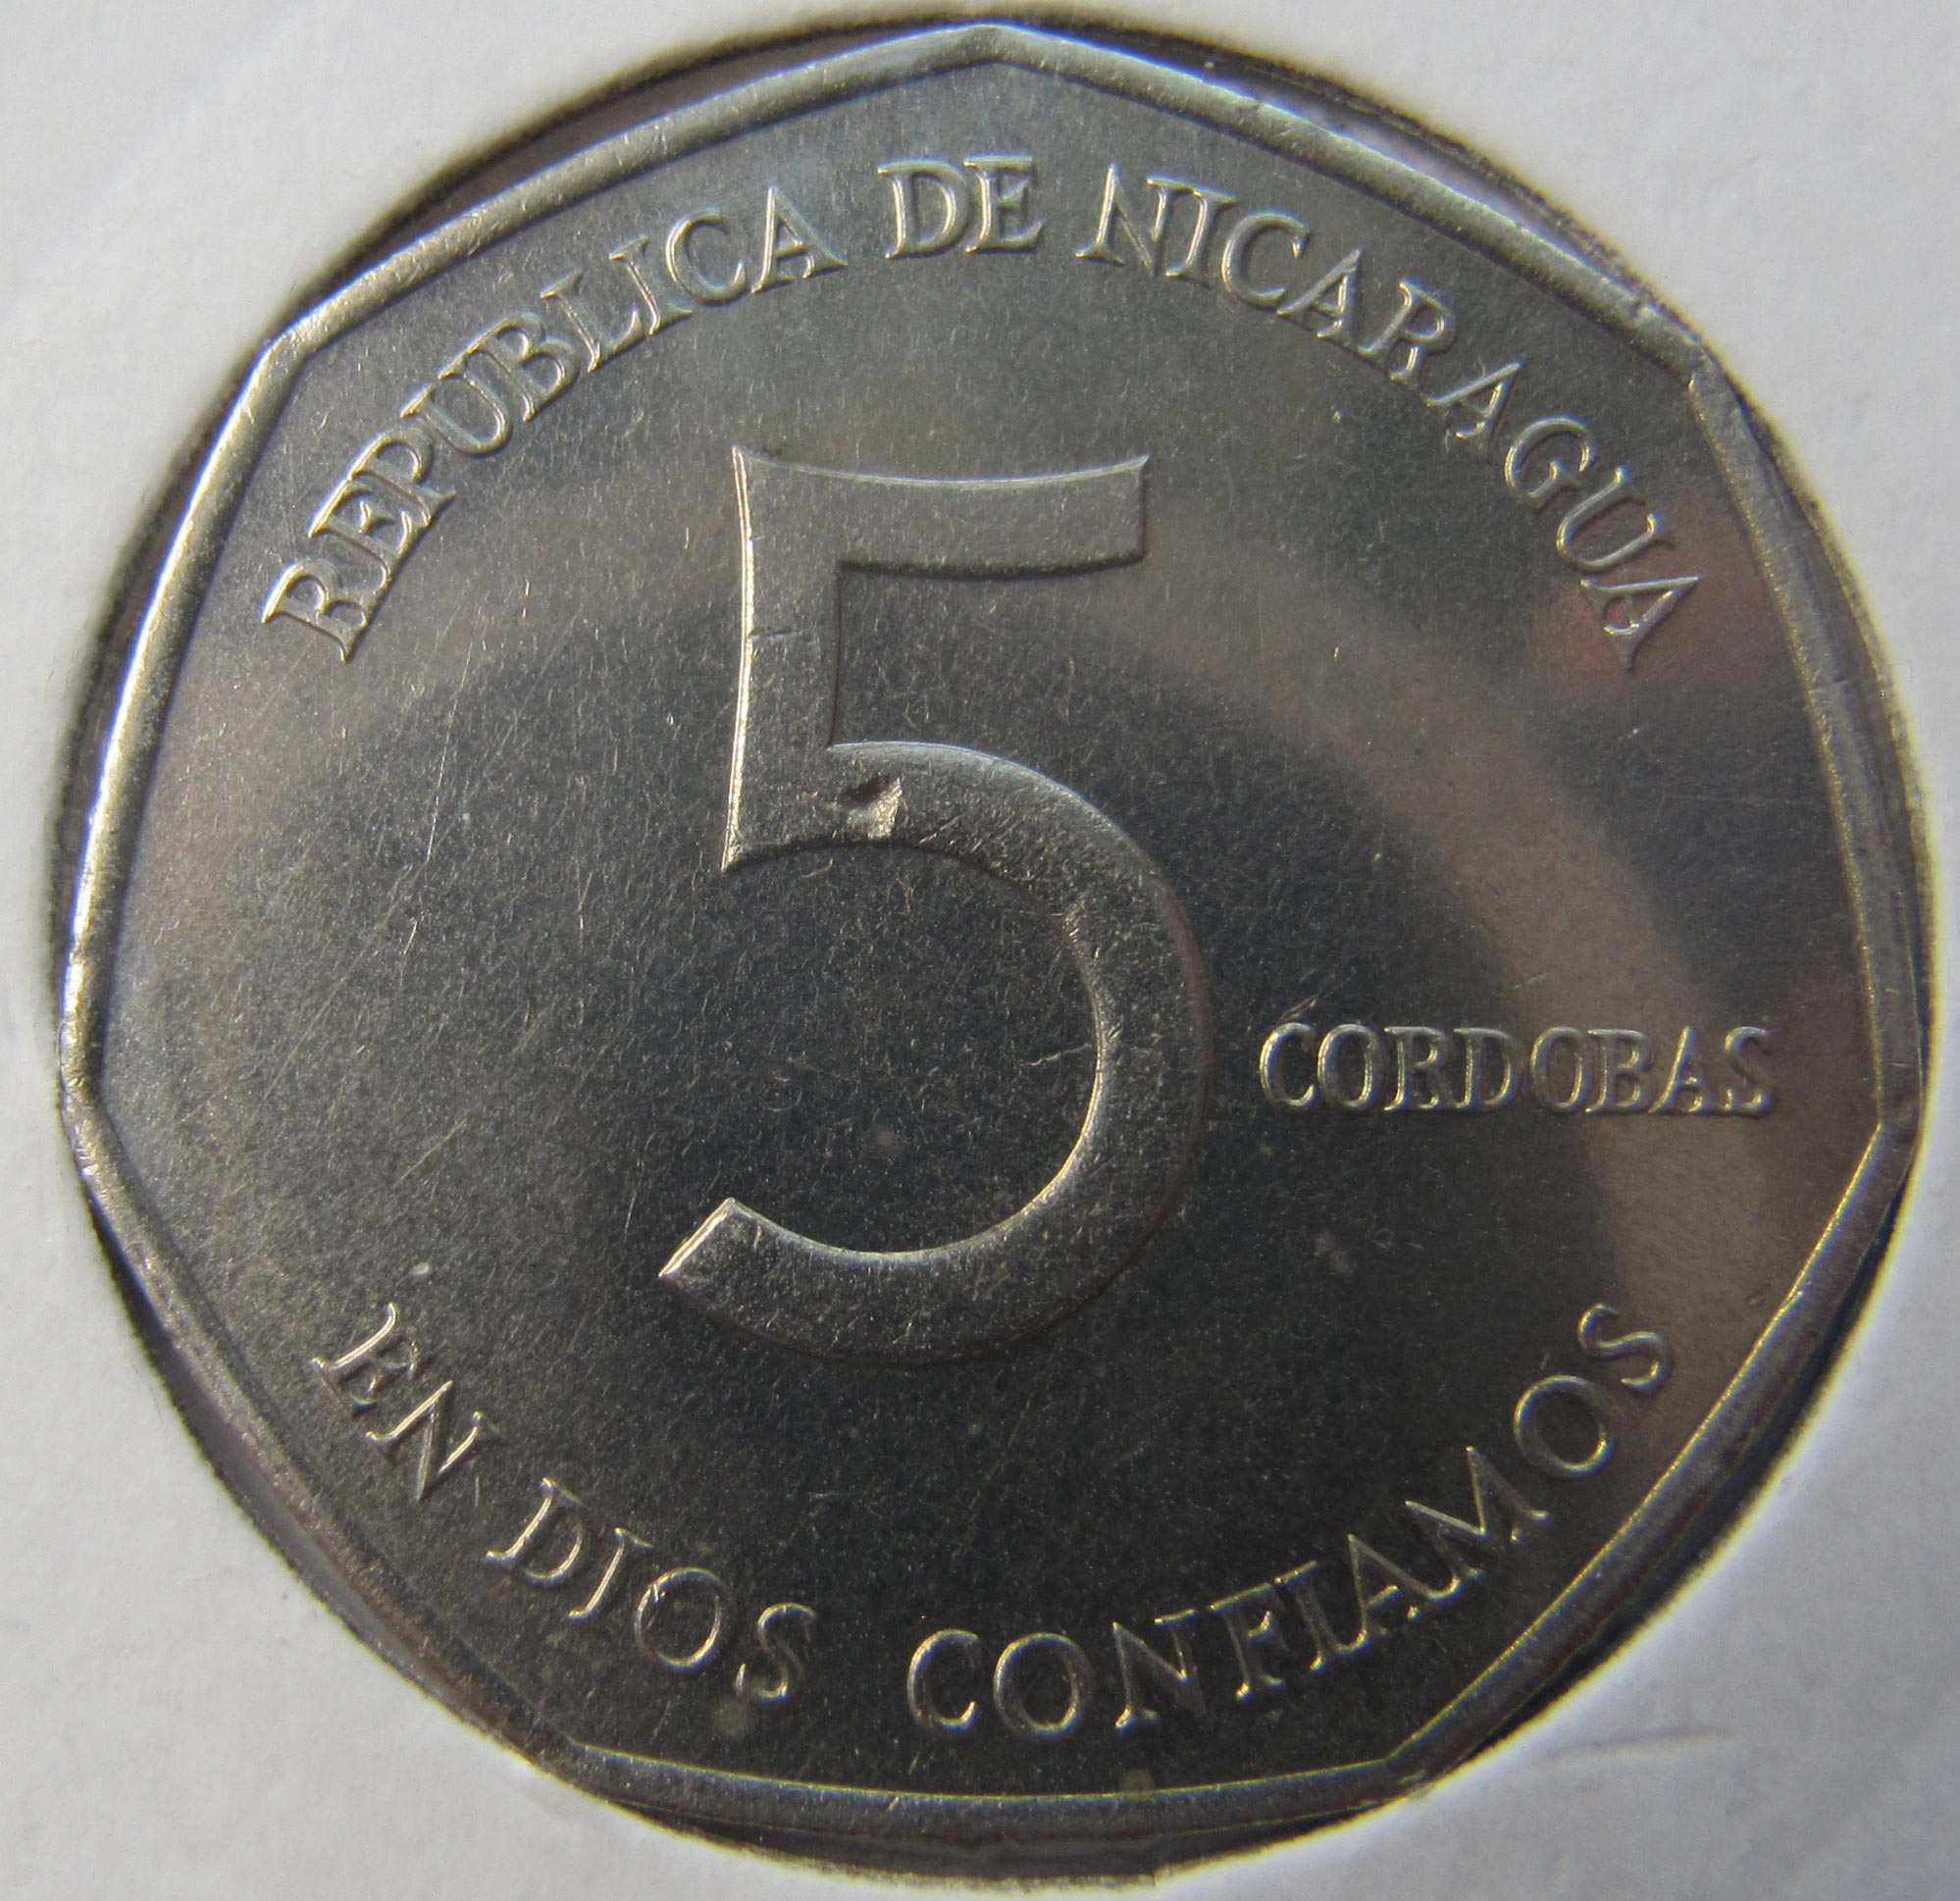 REPUBLICA DE NICARAGUA
5
CORDOBAS
EN DIOS CONFIAMOS